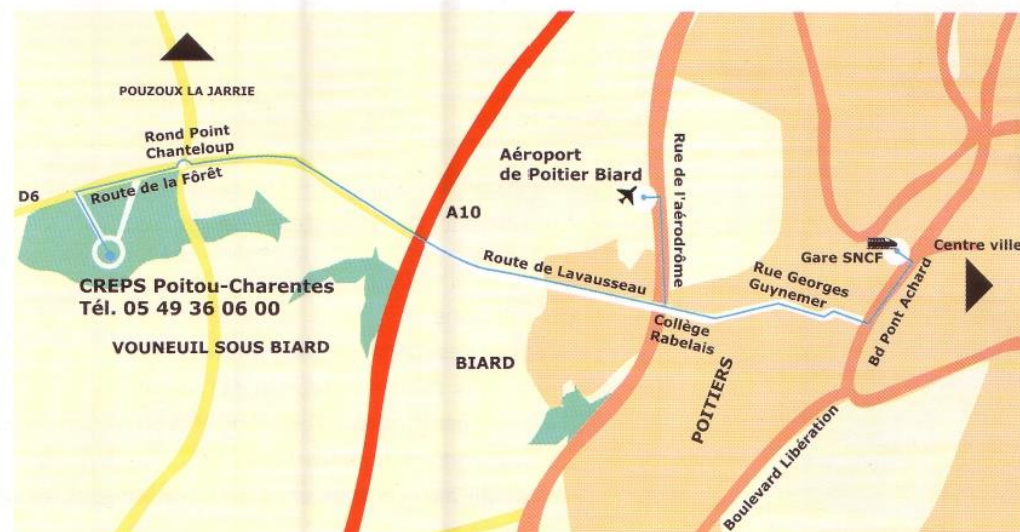 POUZOUX LA JARRIE
Rond Point
Chanteloup
D6
Route de la Fôrêt
CREPS Poitou-Charentes
Tél. 05 49 36 06 00
VOUNEUIL SOUS BIARD
A10
Aéroport
de Poitier Biard
Rue de l'aérodrôme
Route de Lavausseau
BIARD
Collège
Rabelais
POITIERS
Rue Georges
Guynemer
Gare SNCF
Centre ville
Bd Pont Achard
Boulevard Libération